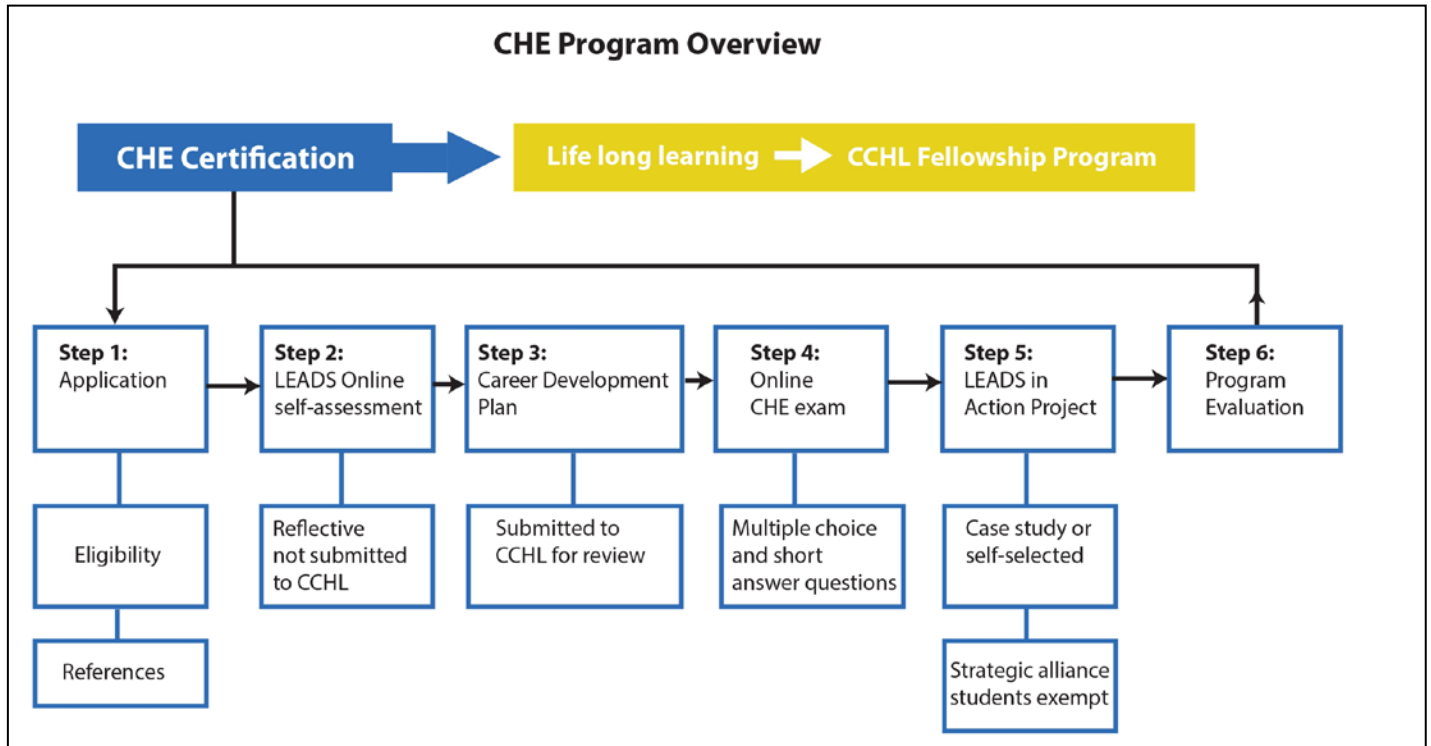 CHE Program Overview
CHE Certification
Life long learning
CCHL Fellowship Program
Step 1:
Application
Step 2:
LEADS Online
self-assessment
Step 3:
Career Development
Plan
Step 4:
Online
CHE exam
Step 5:
LEADS in
Action Project
Step 6:
Program
Evaluation
Eligibility
Reflective
not submitted
to CCHL
Submitted to
CCHL for review
Multiple choice
and short
answer questions
Case study or
self-selected
References
Strategic alliance
students exempt